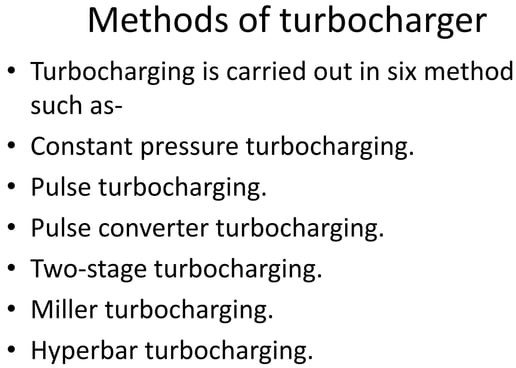 Methods of turbocharger
• Turbocharging is carried out in six method
such as-
• Constant pressure turbocharging.
• Pulse turbocharging.
• Pulse converter turbocharging.
• Two-stage turbocharging.
• Miller turbocharging.
• Hyperbar turbocharging.